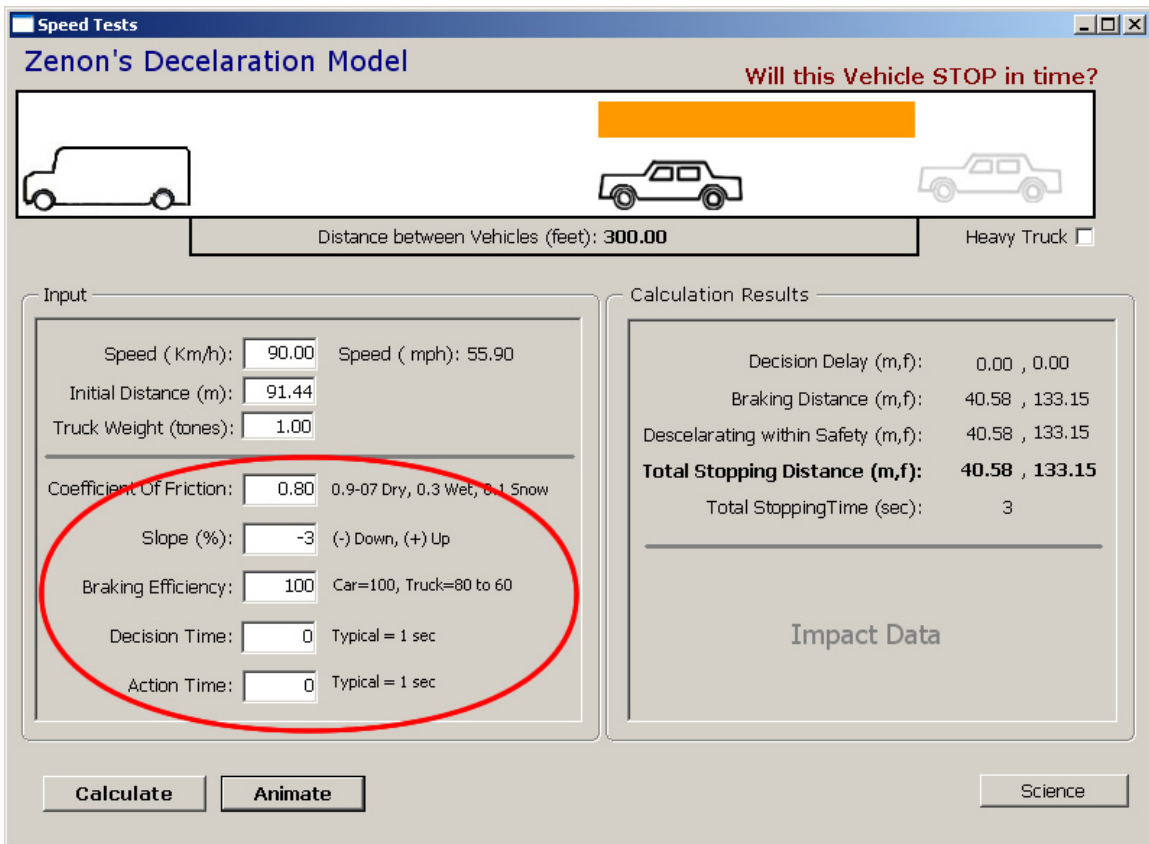 Speed Tests
Zenon's Decelaration Model
Will this Vehicle STOP in time?
Distance between Vehicles (feet): 300.00
Heavy Truck
Input
Speed ( Km/h): 90.00 Speed ( mph): 55.90
Initial Distance (m): 91.44
Truck Weight (tones): 1.00
Coefficient Of Friction: 0.80 0.9-07 Dry, 0.3 Wet, 0.1 Snow
Slope (%): -3 (-) Down, (+) Up
Braking Efficiency: 100 Car=100, Truck=80 to 60
Decision Time: 0 Typical = 1 sec
Action Time: 0 Typical = 1 sec
Calculation Results
Decision Delay (m,f): 0.00 , 0.00
Braking Distance (m,f): 40.58 , 133.15
Descelarating within Safety (m,f): 40.58 , 133.15
Total Stopping Distance (m,f): 40.58 , 133.15
Total StoppingTime (sec): 3
Impact Data
Calculate
Animate
Science